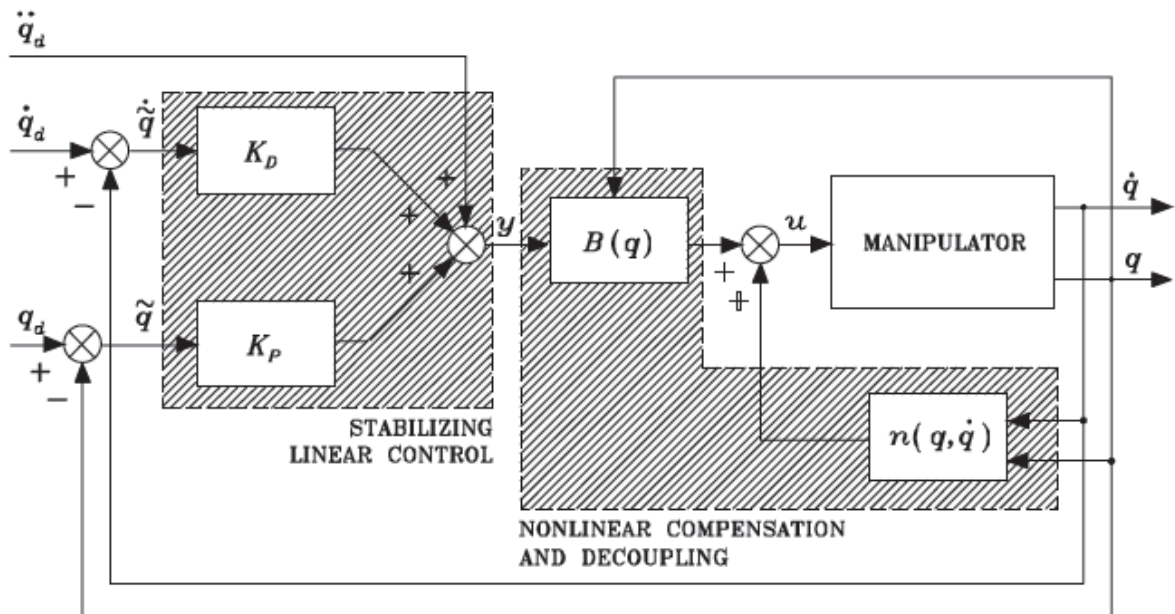 q̈_d
q̇_d
+
−
q̃̇
K_D
+
+
+
y
B(q)
+
+
u
MANIPULATOR
q̇
q
q_d
+
−
q̃
K_P
STABILIZING
LINEAR CONTROL
n(q,q̇)
NONLINEAR COMPENSATION
AND DECOUPLING